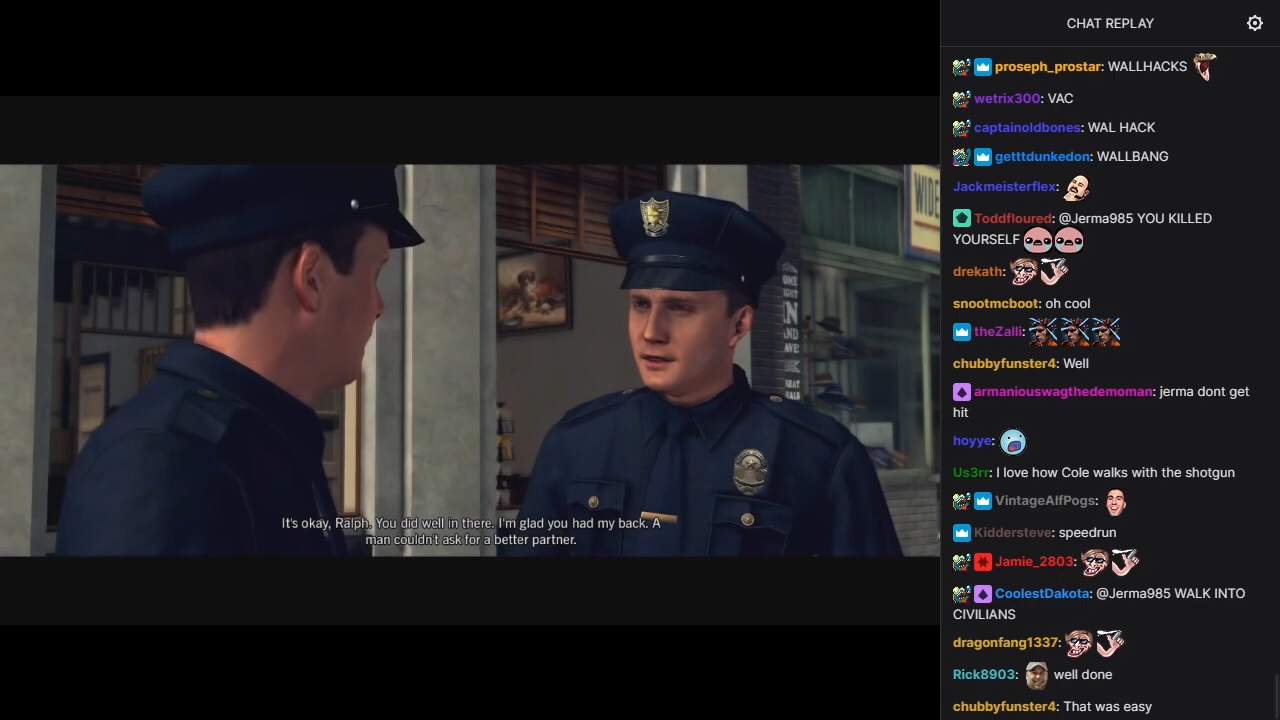 CHAT REPLAY
proseph_prostar: WALLHACKS
wetrix300: VAC
captainoldbones: WAL HACK
getttdunkedon: WALLBANG
Jackmeisterflex:
Toddfloured: @Jerma985 YOU KILLED
YOURSELF
drekath:
snootmcboot: oh cool
theZalli:
chubbyfunster4: Well
armaniouswagthedemoman: jerma dont get
hit
hoyye:
Us3rr: I love how Cole walks with the shotgun
VintageAlfPogs:
Kiddersteve: speedrun
Jamie_2803:
CoolestDakota: @Jerma985 WALK INTO
CIVILIANS
dragonfang1337:
Rick8903: well done
chubbyfunster4: That was easy
WIDE
AND
It's okay, Ralph. You did well in there. I'm glad you had my back. A
man couldn't ask for a better partner.